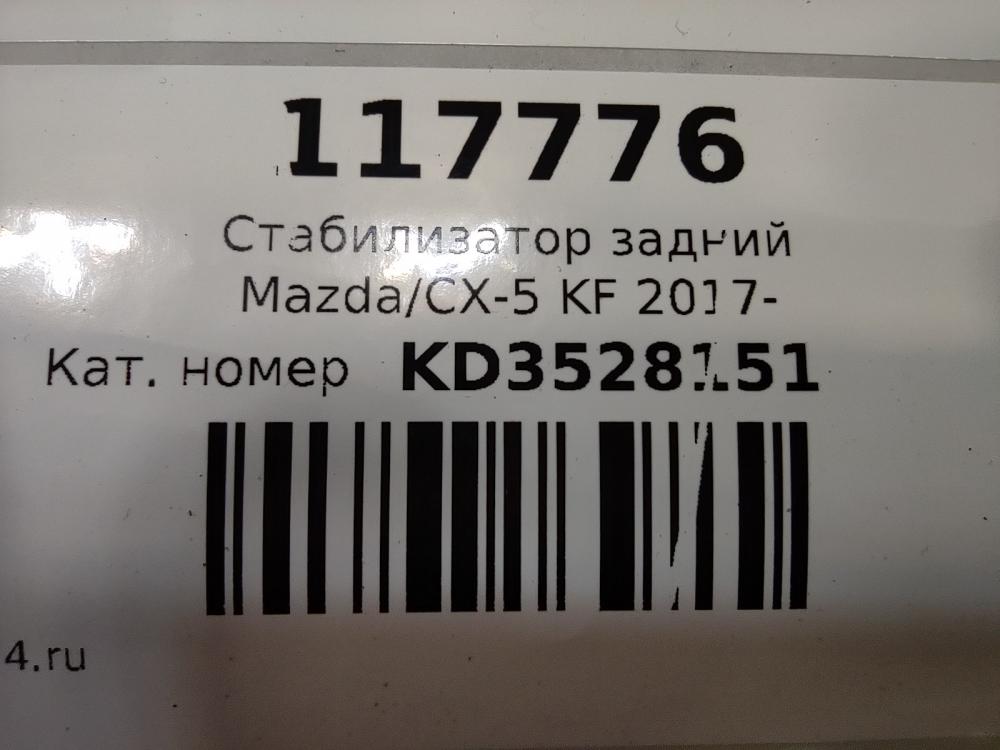 117776
Стабилизатор задний
Mazda/CX-5 KF 2017-
Кат. номер KD3528151
4.ru